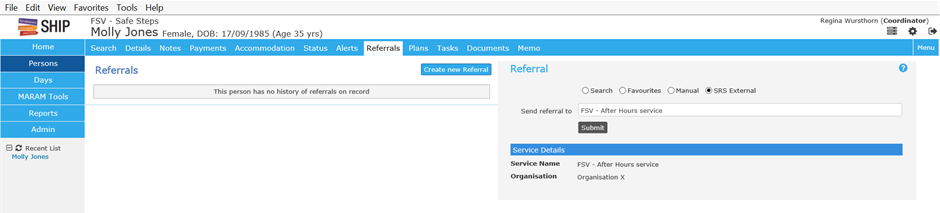 File Edit View Favorites Tools Help
SHIP
FSV - Safe Steps
Molly Jones Female, DOB: 17/09/1985 (Age 35 yrs)
Regina Wursthorn (Coordinator)
Home
Persons
Days
MARAM Tools
Reports
Admin
Recent List
Molly Jones
Search Details Notes Payments Accommodation Status Alerts Referrals Plans Tasks Documents Memo Menu
Referrals
Create new Referral
This person has no history of referrals on record
Referral
?
Search Favourites Manual SRS External
Send referral to FSV - After Hours service
Submit
Service Details
Service Name FSV - After Hours service
Organisation Organisation X